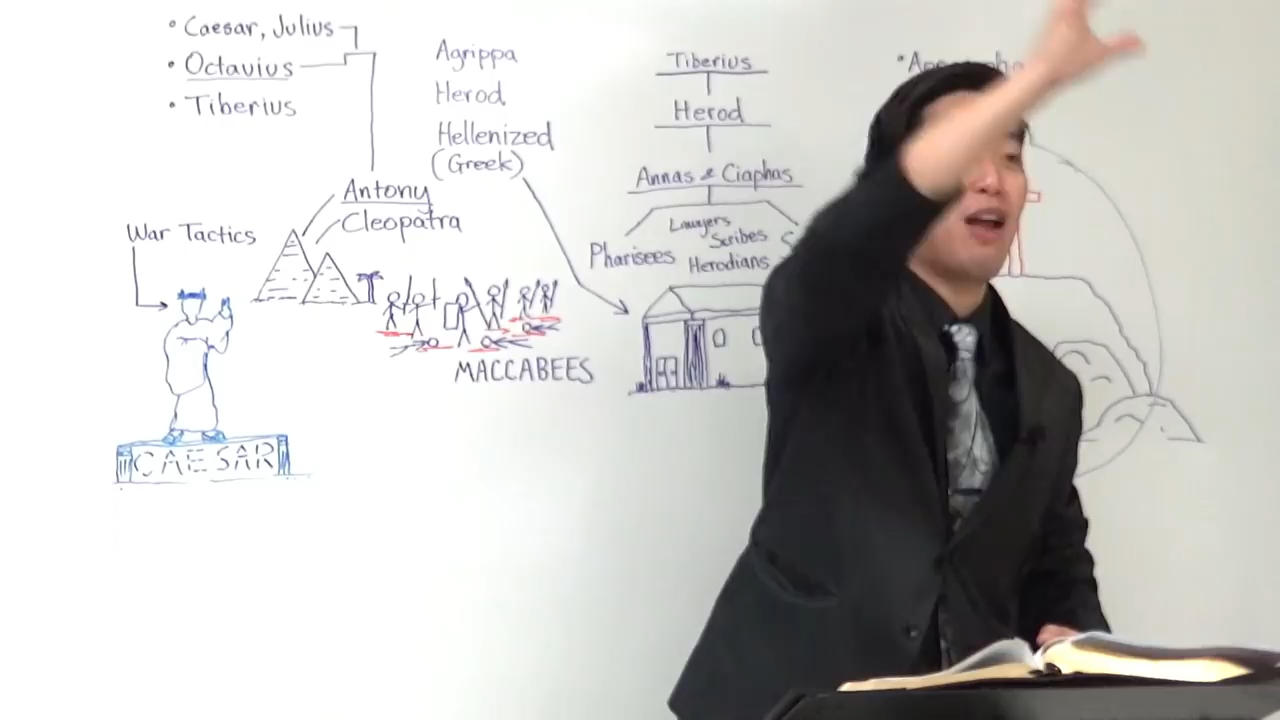 • Caesar, Julius
• Octavius
• Tiberius
Antony
Cleopatra
War Tactics
CAESAR
Agrippa
Herod
Hellenized
(Greek)
MACCABEES
Tiberius
Herod
Annas & Ciaphas
Pharisees
Lawyers
Scribes
Herodians